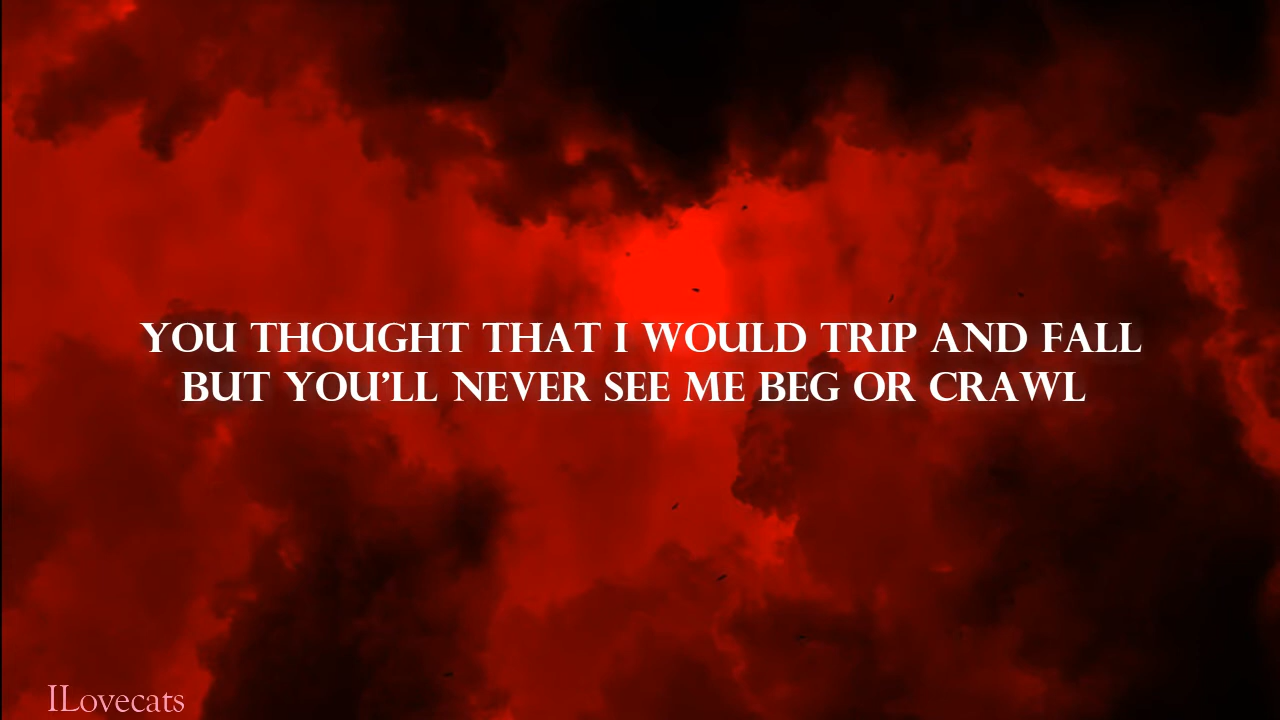 YOU THOUGHT THAT I WOULD TRIP AND FALL
BUT YOU'LL NEVER SEE ME BEG OR CRAWL
ILovecats